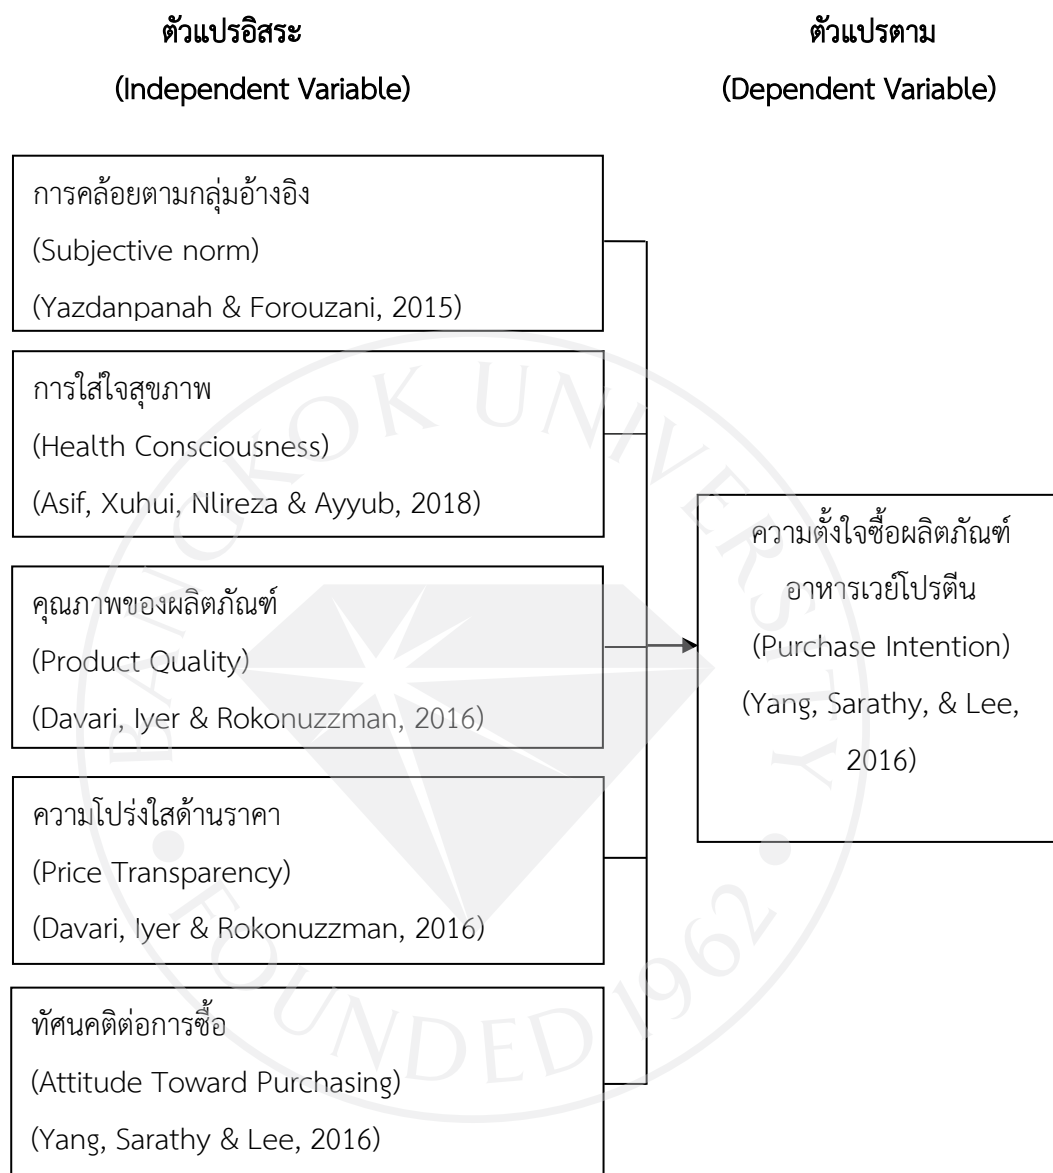 ตัวแปรอิสระ
(Independent Variable)
ตัวแปรตาม
(Dependent Variable)
การคล้อยตามกลุ่มอ้างอิง
(Subjective norm)
(Yazdanpanah & Forouzani, 2015)
การใส่ใจสุขภาพ
(Health Consciousness)
(Asif, Xuhui, Nlireza & Ayyub, 2018)
คุณภาพของผลิตภัณฑ์
(Product Quality)
(Davari, Iyer & Rokonuzzman, 2016)
ความโปร่งใสด้านราคา
(Price Transparency)
(Davari, Iyer & Rokonuzzman, 2016)
ทัศนคติต่อการซื้อ
(Attitude Toward Purchasing)
(Yang, Sarathy & Lee, 2016)
ความตั้งใจซื้อผลิตภัณฑ์
อาหารเวย์โปรตีน
(Purchase Intention)
(Yang, Sarathy, & Lee,
2016)
BANGKOK UNIVERSITY
FOUNDED 1962